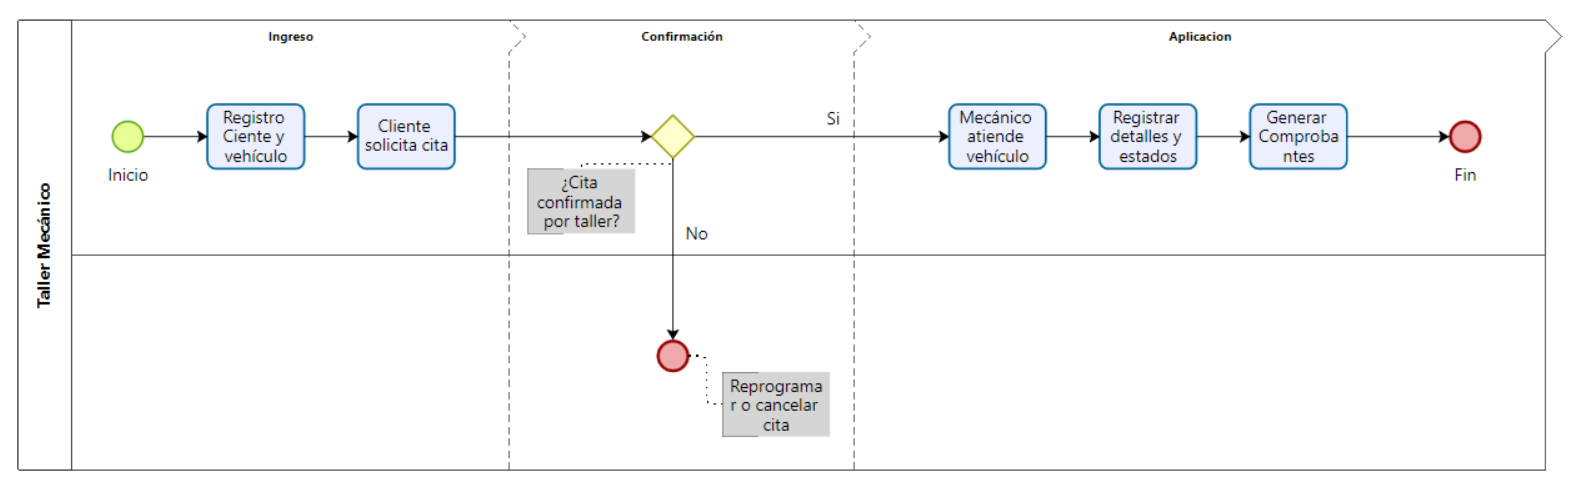 Taller Mecánico
Ingreso
Confirmación
Aplicacion
Inicio
Registro
Ciente y
vehículo
Cliente
solicita cita
¿Cita
confirmada
por taller?
Si
No
Reprograma
r o cancelar
cita
Mecánico
atiende
vehículo
Registrar
detalles y
estados
Generar
Comproba
ntes
Fin